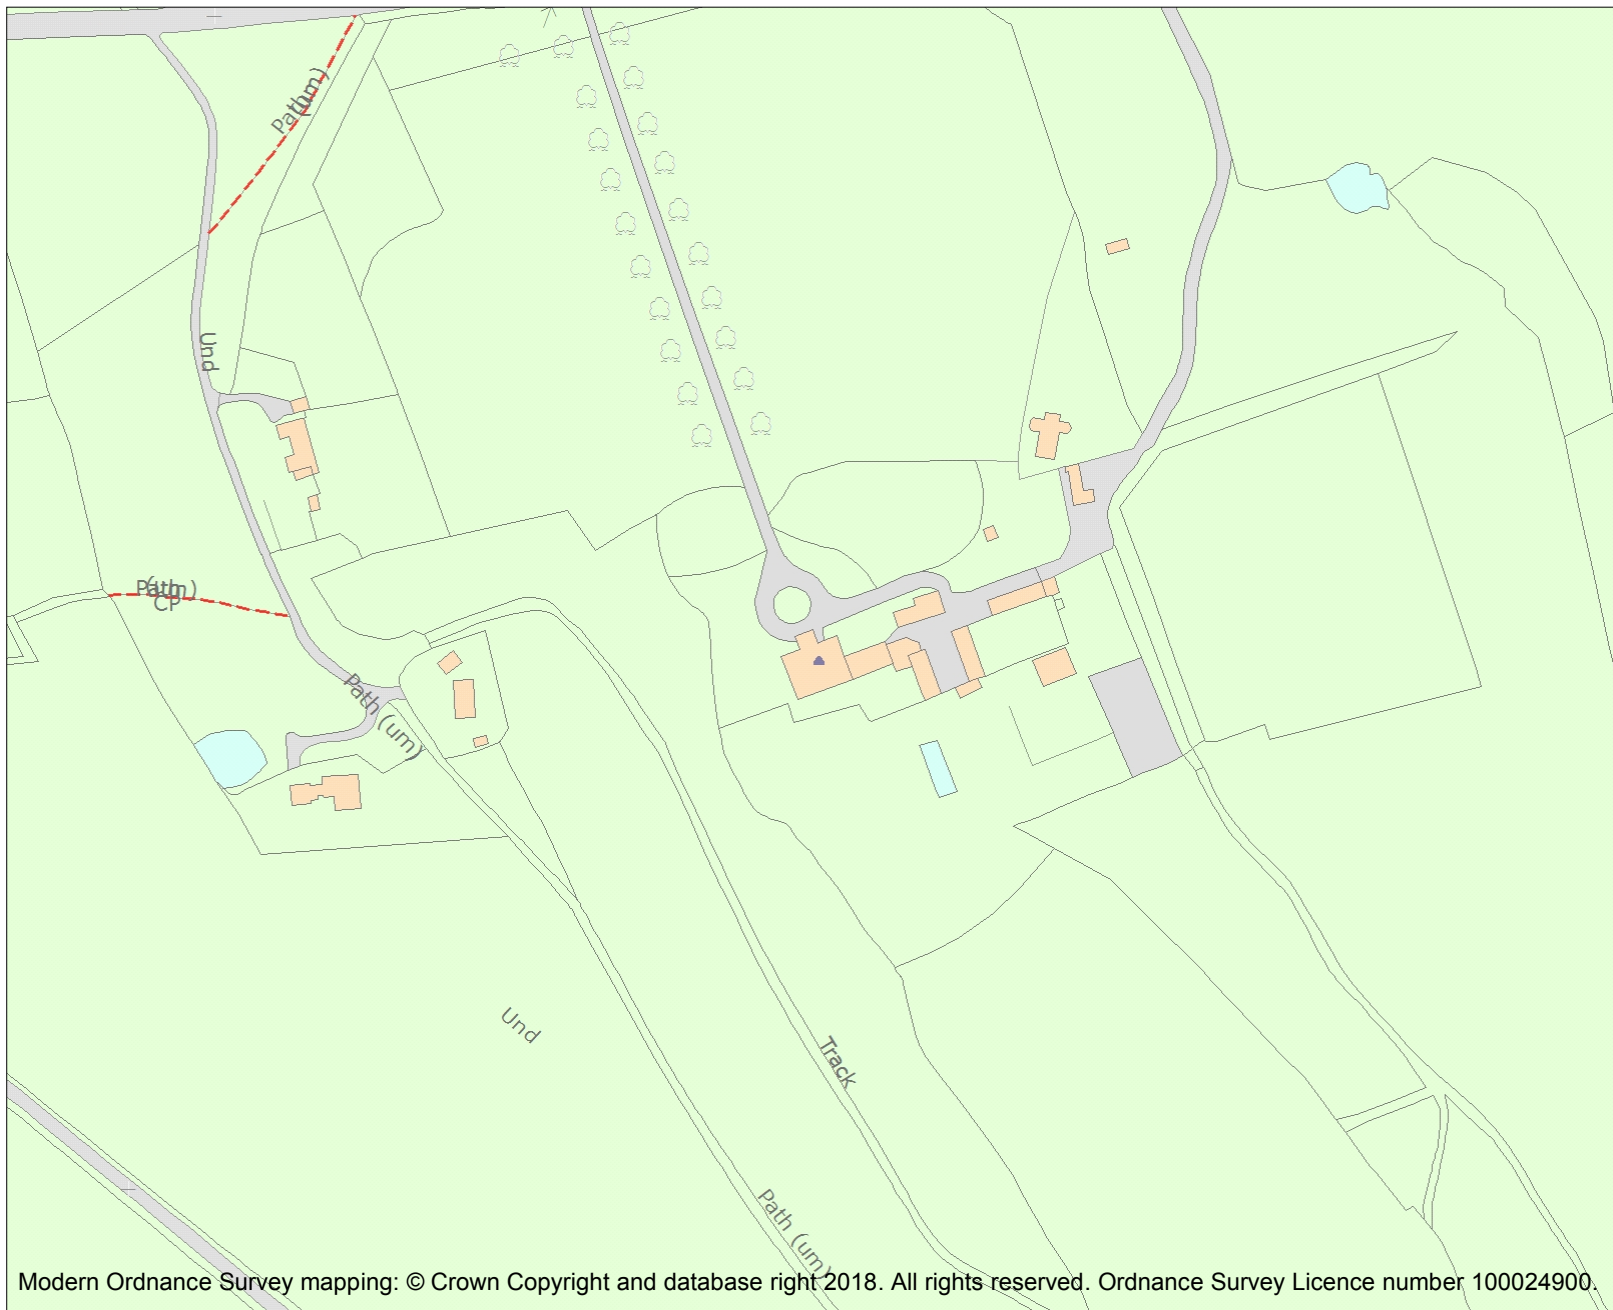 Path (um)
Und
Path (um)
CP
Path (um)
Und
Track
Path (um)
Modern Ordnance Survey mapping: © Crown Copyright and database right 2018. All rights reserved. Ordnance Survey Licence number 100024900.